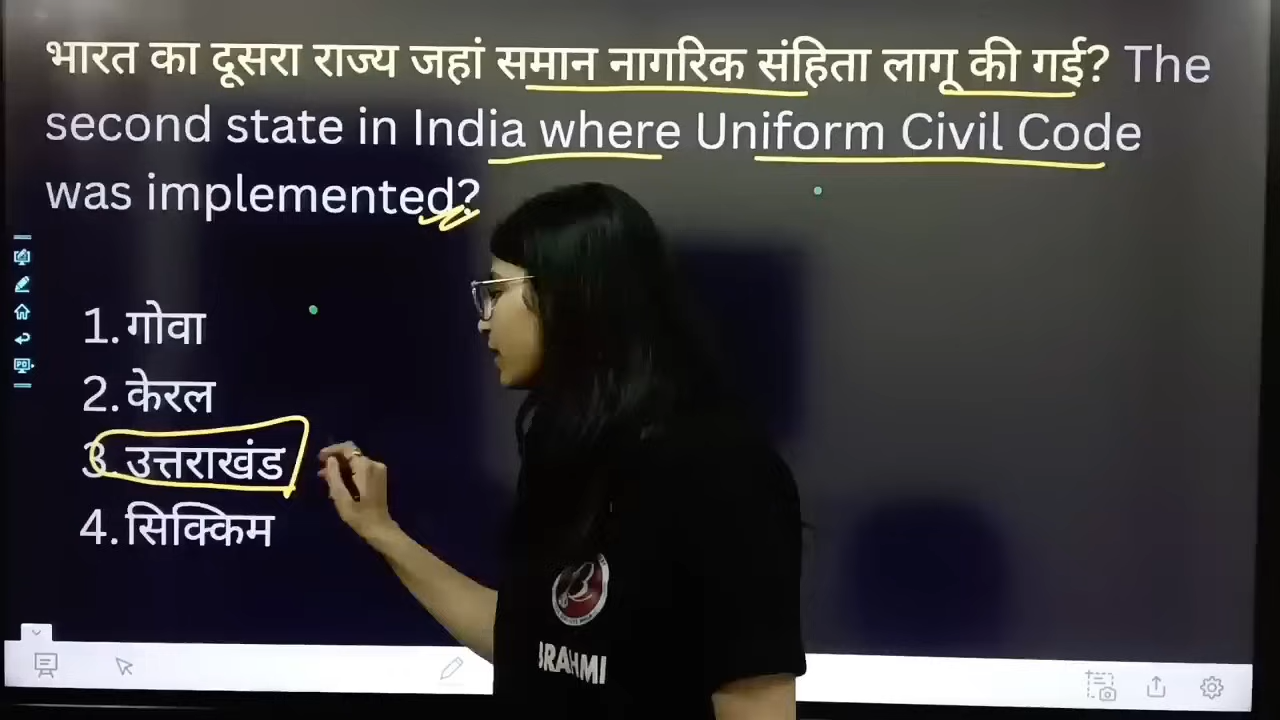 भारत का दूसरा राज्य जहां समान नागरिक संहिता लागू की गई? The
second state in India where Uniform Civil Code
was implemented?
1. गोवा
2. केरल
3. उत्तराखंड
4. सिक्किम
BRAHMI